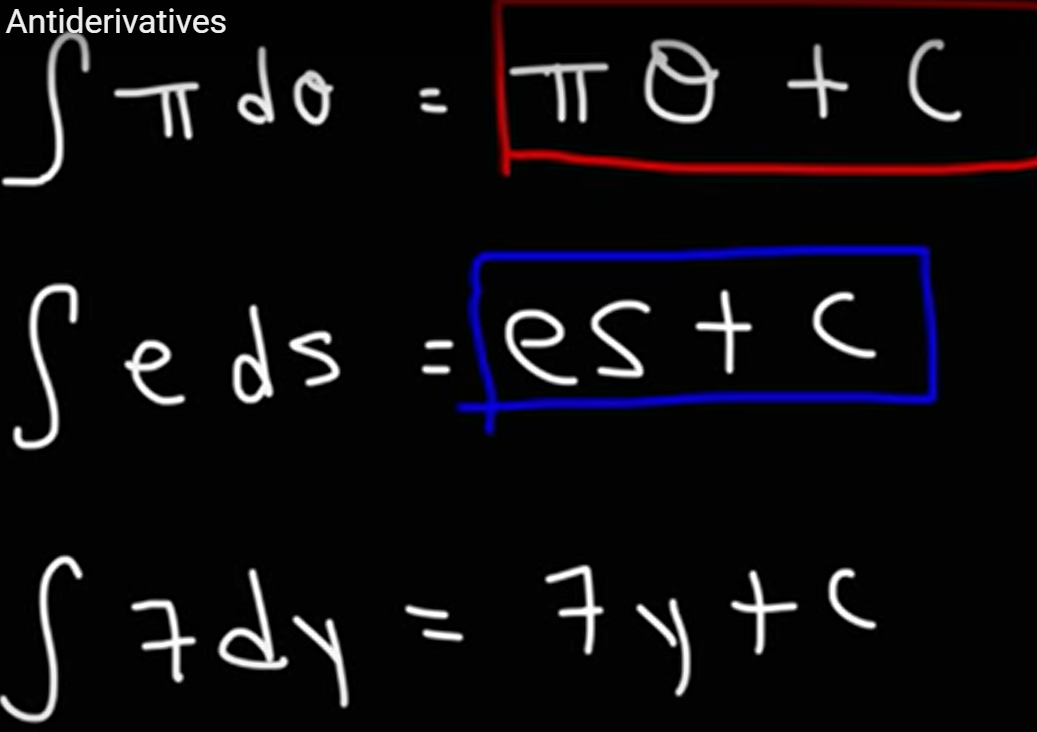 Antiderivatives
∫ π dθ = πθ + C
∫ e ds = es + C
∫ 7dy = 7y + C